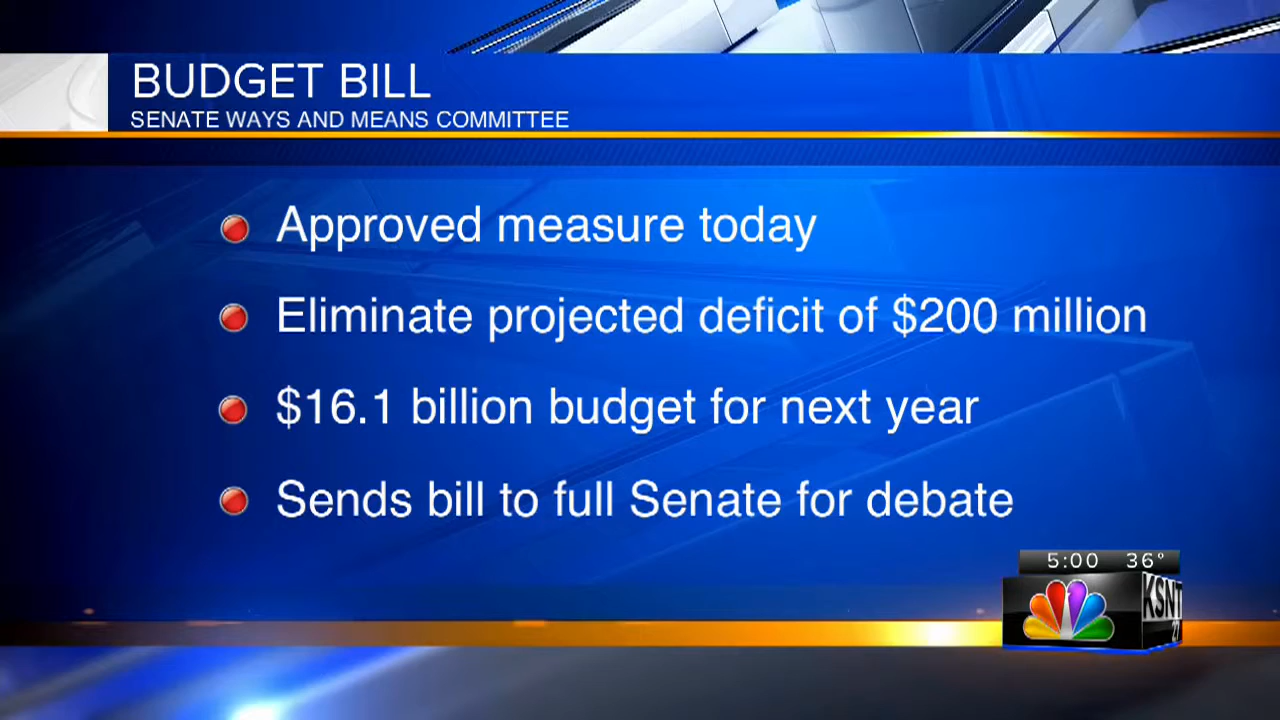 BUDGET BILL
SENATE WAYS AND MEANS COMMITTEE
Approved measure today
Eliminate projected deficit of $200 million
$16.1 billion budget for next year
Sends bill to full Senate for debate
5:00 36°
KSNT
27